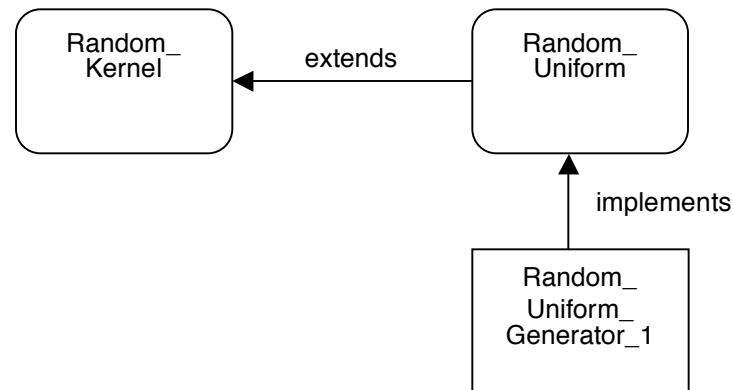 Random_
Kernel
extends
Random_
Uniform
implements
Random_
Uniform_
Generator_1